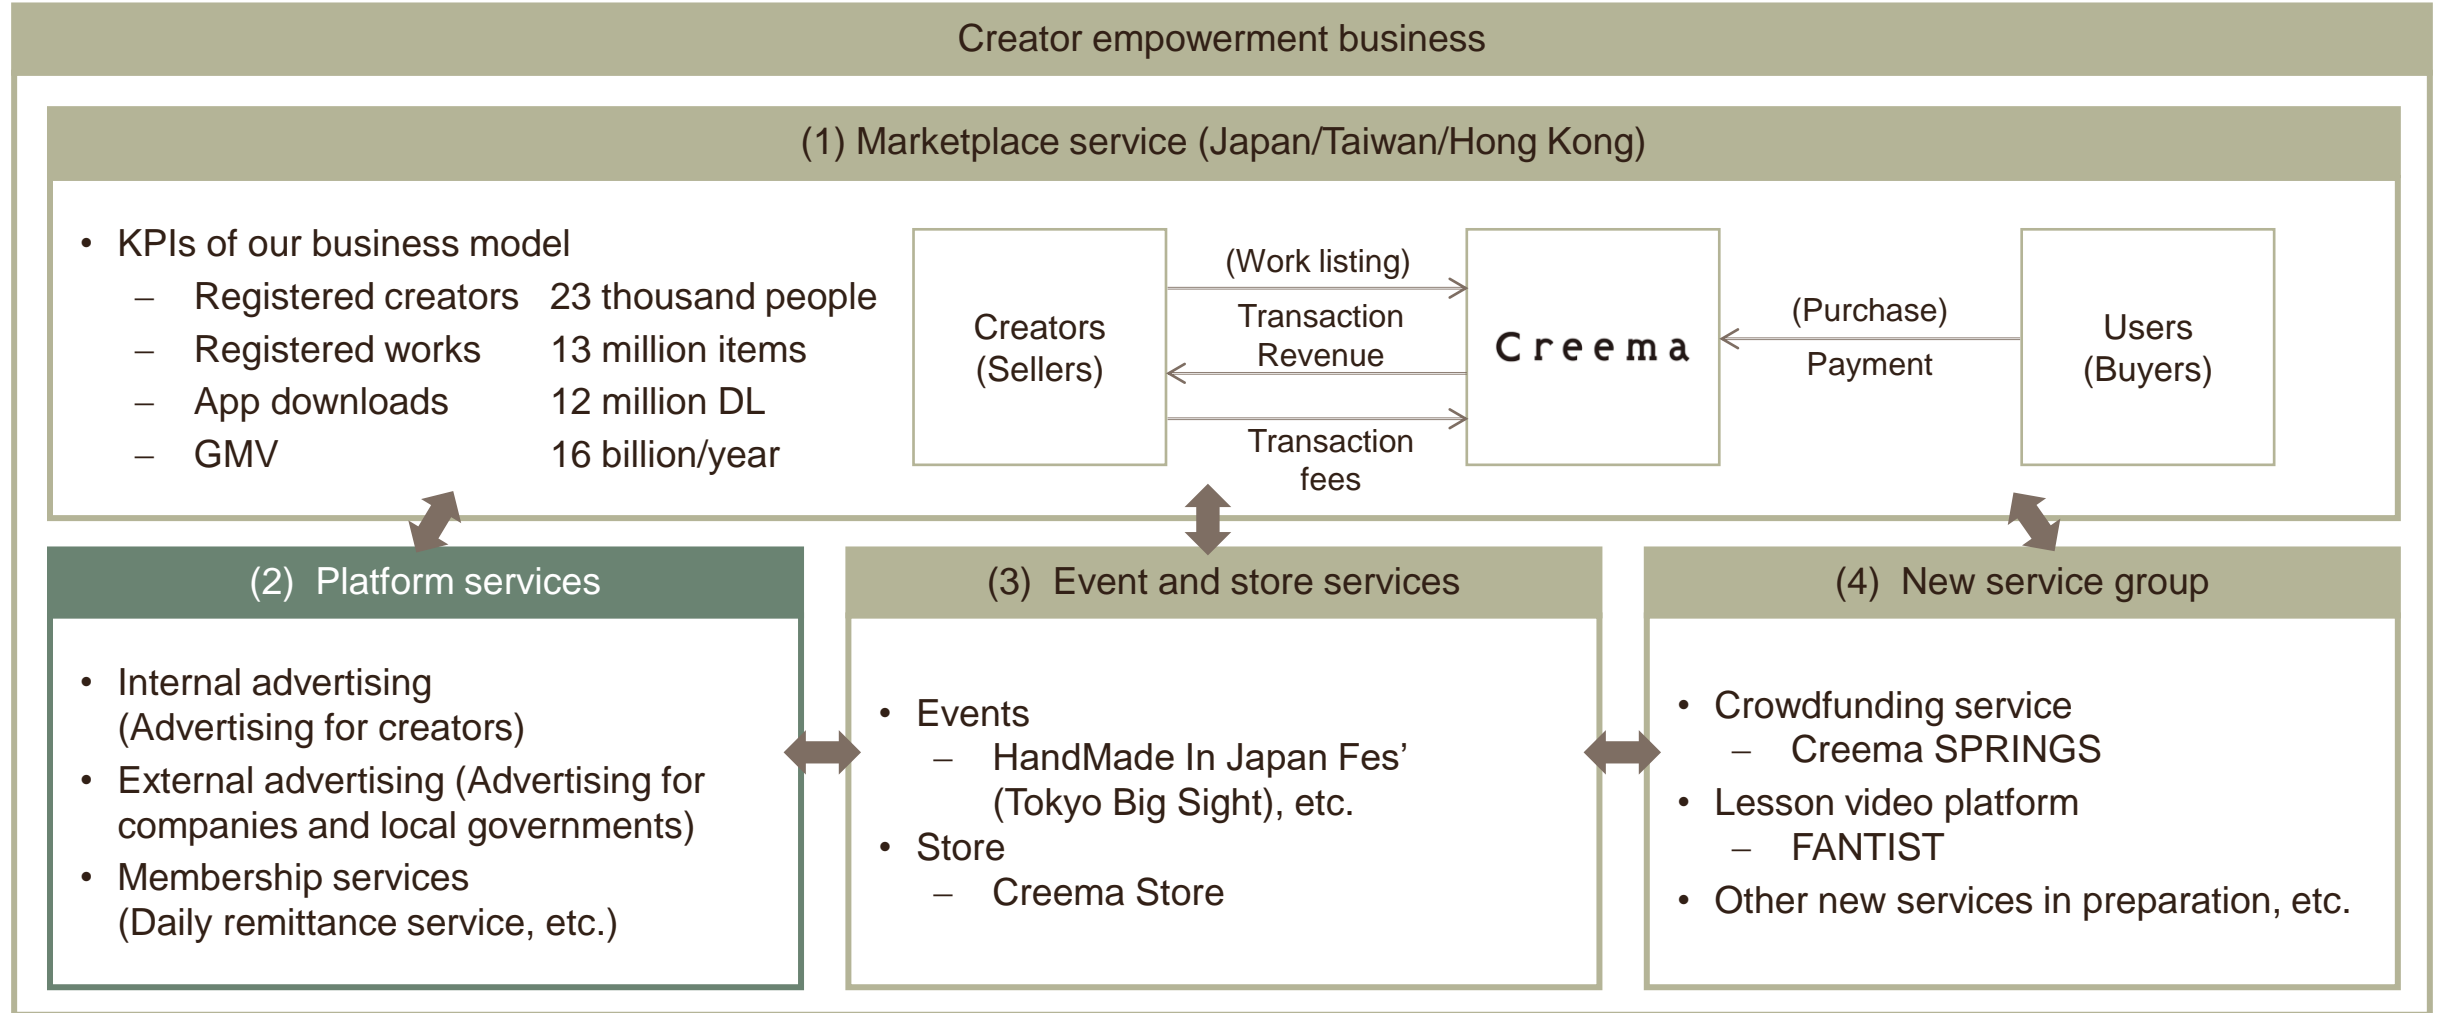 Creator empowerment business
(1) Marketplace service (Japan/Taiwan/Hong Kong)
• KPIs of our business model
– Registered creators 23 thousand people
– Registered works 13 million items
– App downloads 12 million DL
– GMV 16 billion/year
Creators
(Sellers)
(Work listing)
Transaction
Revenue
Transaction
fees
Creema
(Purchase)
Payment
Users
(Buyers)
(2) Platform services
• Internal advertising
(Advertising for creators)
• External advertising (Advertising for
companies and local governments)
• Membership services
(Daily remittance service, etc.)
(3) Event and store services
• Events
– HandMade In Japan Fes’
(Tokyo Big Sight), etc.
• Store
– Creema Store
(4) New service group
• Crowdfunding service
– Creema SPRINGS
• Lesson video platform
– FANTIST
• Other new services in preparation, etc.